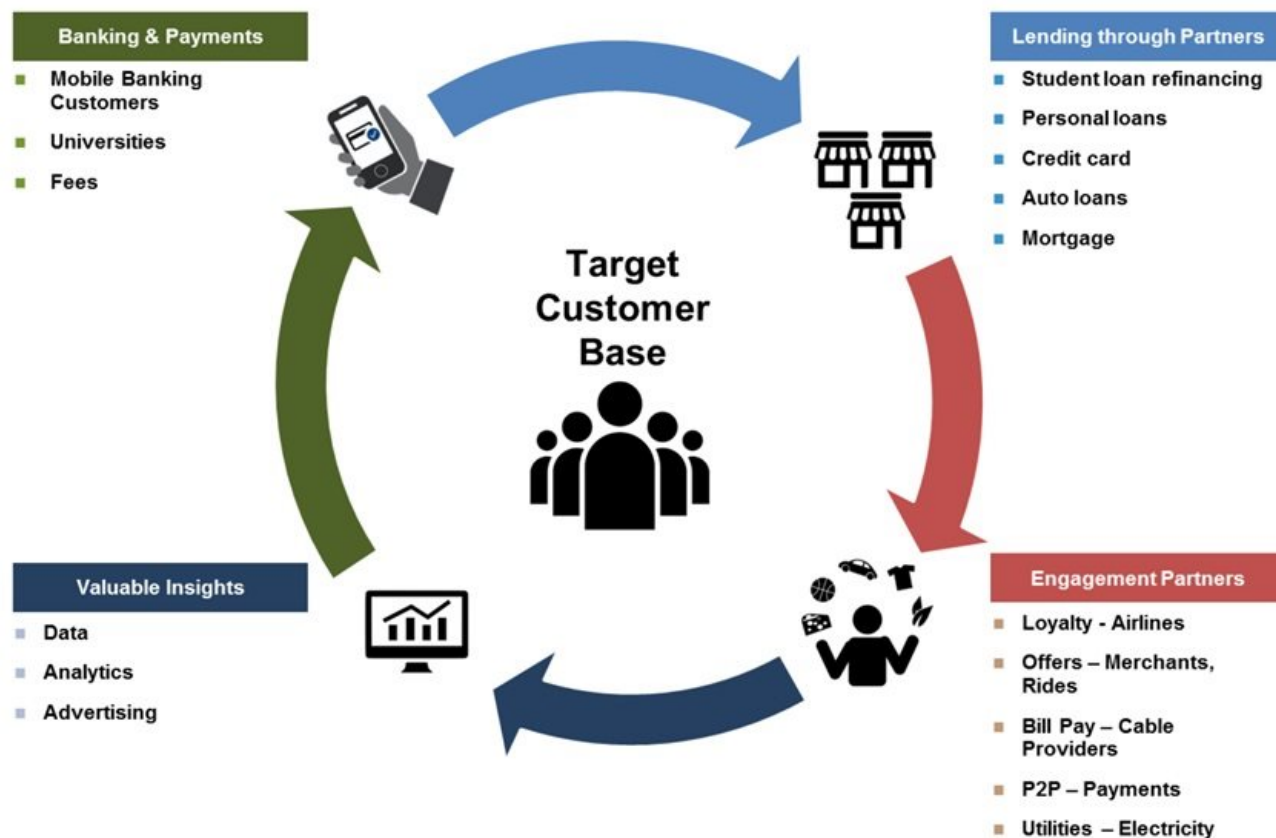 Banking & Payments
Mobile Banking
Customers
Universities
Fees
Lending through Partners
Student loan refinancing
Personal loans
Credit card
Auto loans
Mortgage
Target
Customer
Base
Valuable Insights
Data
Analytics
Advertising
Engagement Partners
Loyalty - Airlines
Offers – Merchants,
Rides
Bill Pay – Cable
Providers
P2P – Payments
Utilities – Electricity